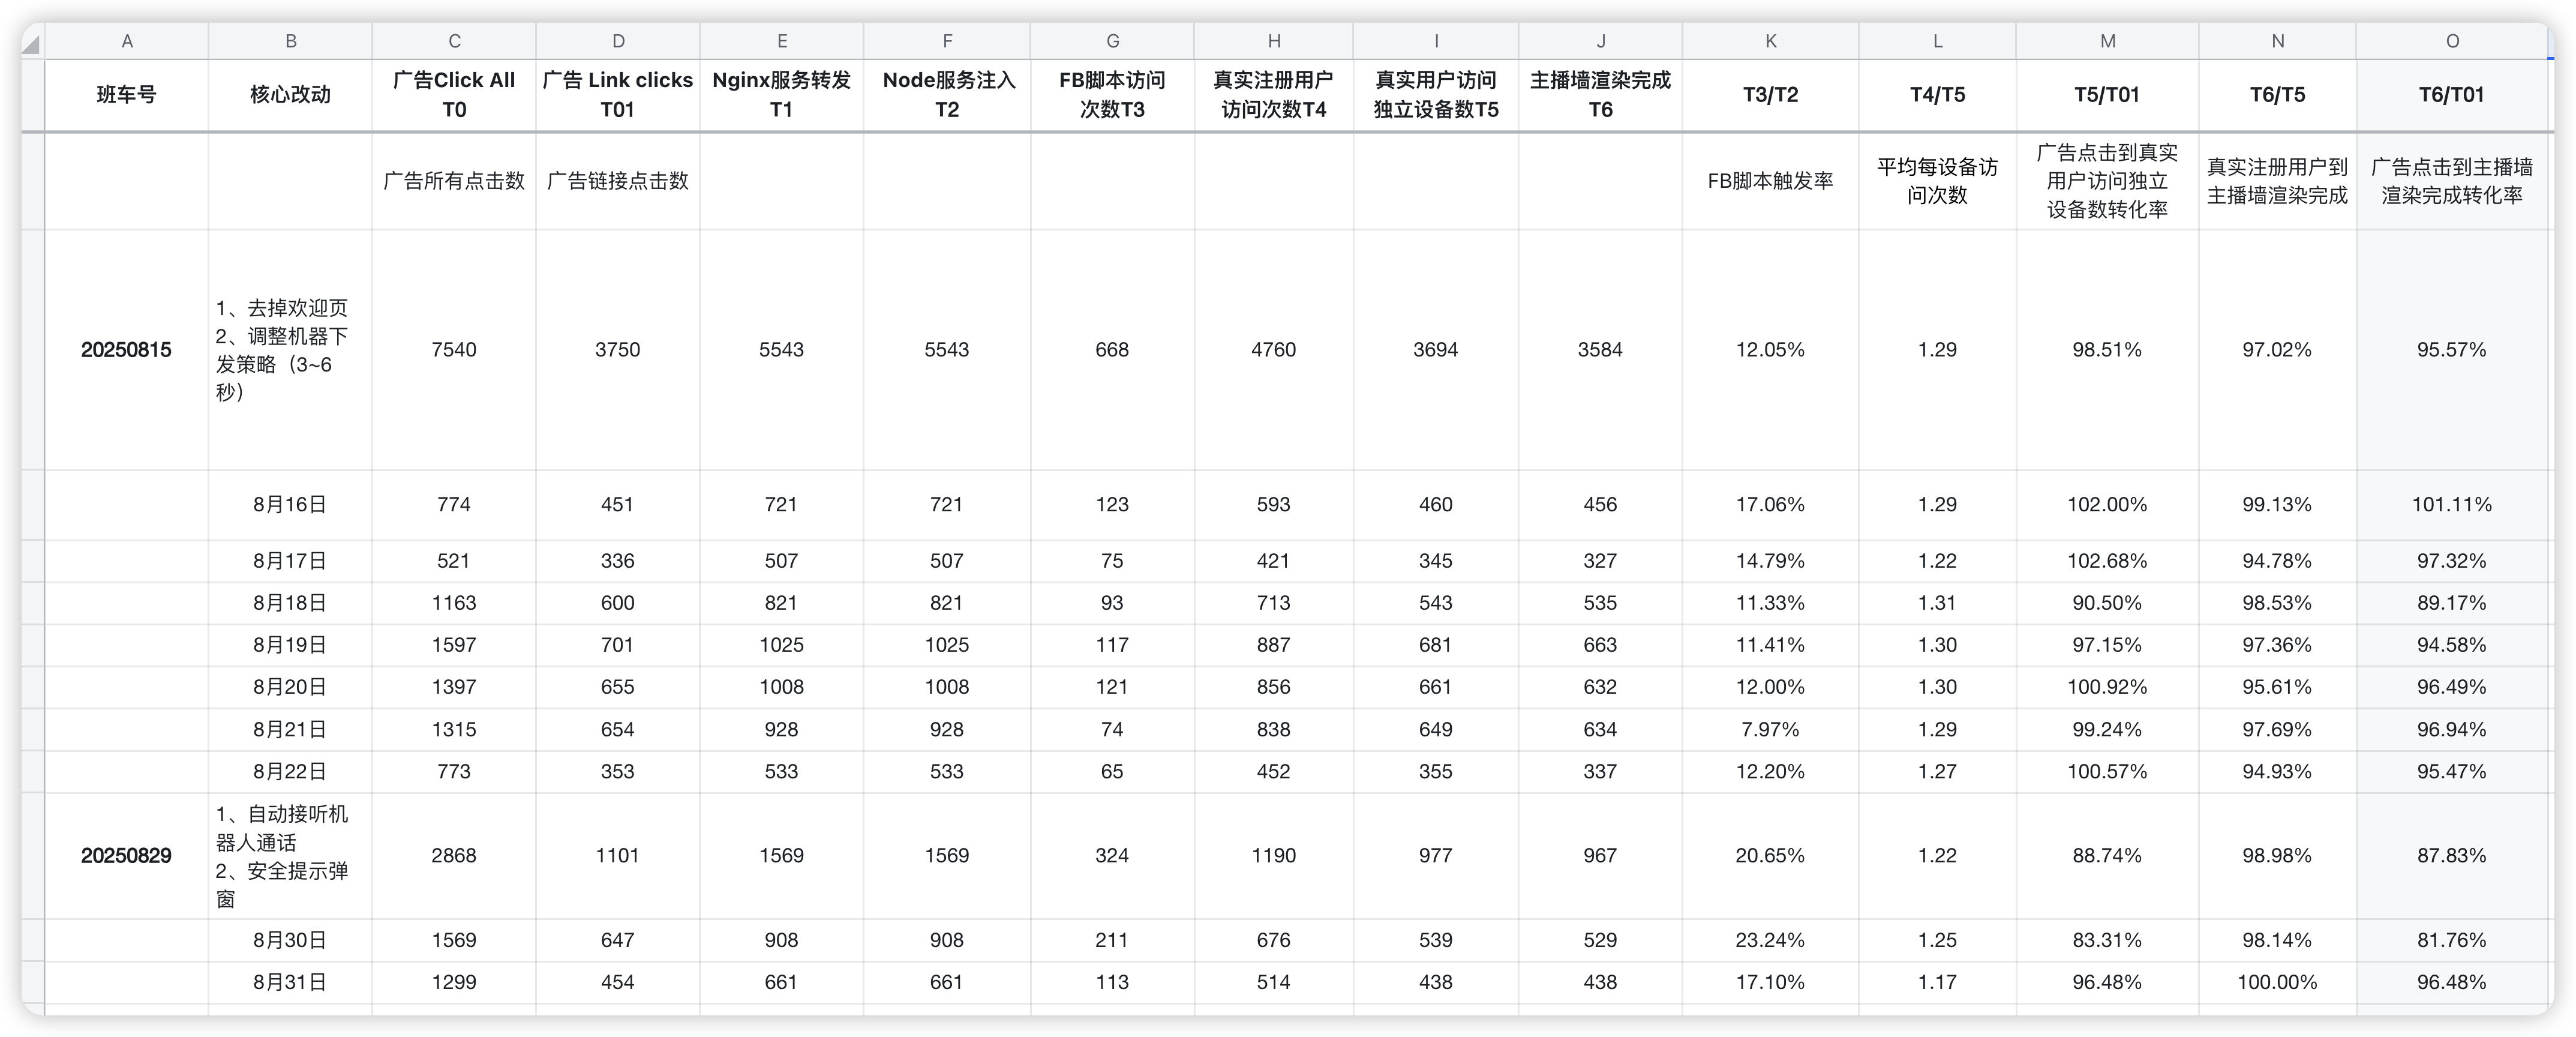 A B C D E F G H I J K L M N O
班车号 核心改动 广告Click All T0 广告 Link clicks T01 Nginx服务转发 T1 Node服务注入 T2 FB脚本访问次数T3 真实注册用户访问次数T4 真实用户访问独立设备数T5 主播墙渲染完成 T6 T3/T2 T4/T5 T5/T01 T6/T5 T6/T01
广告所有点击数 广告链接点击数 FB脚本触发率 平均每设备访问次数 广告点击到真实用户访问独立设备数转化率 真实注册用户到主播墙渲染完成 广告点击到主播墙渲染完成转化率
20250815 1、去掉欢迎页 2、调整机器下发策略（3~6秒） 7540 3750 5543 5543 668 4760 3694 3584 12.05% 1.29 98.51% 97.02% 95.57%
8月16日 774 451 721 721 123 593 460 456 17.06% 1.29 102.00% 99.13% 101.11%
8月17日 521 336 507 507 75 421 345 327 14.79% 1.22 102.68% 94.78% 97.32%
8月18日 1163 600 821 821 93 713 543 535 11.33% 1.31 90.50% 98.53% 89.17%
8月19日 1597 701 1025 1025 117 887 681 663 11.41% 1.30 97.15% 97.36% 94.58%
8月20日 1397 655 1008 1008 121 856 661 632 12.00% 1.30 100.92% 95.61% 96.49%
8月21日 1315 654 928 928 74 838 649 634 7.97% 1.29 99.24% 97.69% 96.94%
8月22日 773 353 533 533 65 452 355 337 12.20% 1.27 100.57% 94.93% 95.47%
20250829 1、自动接听机器人通话 2、安全提示弹窗 2868 1101 1569 1569 324 1190 977 967 20.65% 1.22 88.74% 98.98% 87.83%
8月30日 1569 647 908 908 211 676 539 529 23.24% 1.25 83.31% 98.14% 81.76%
8月31日 1299 454 661 661 113 514 438 438 17.10% 1.17 96.48% 100.00% 96.48%